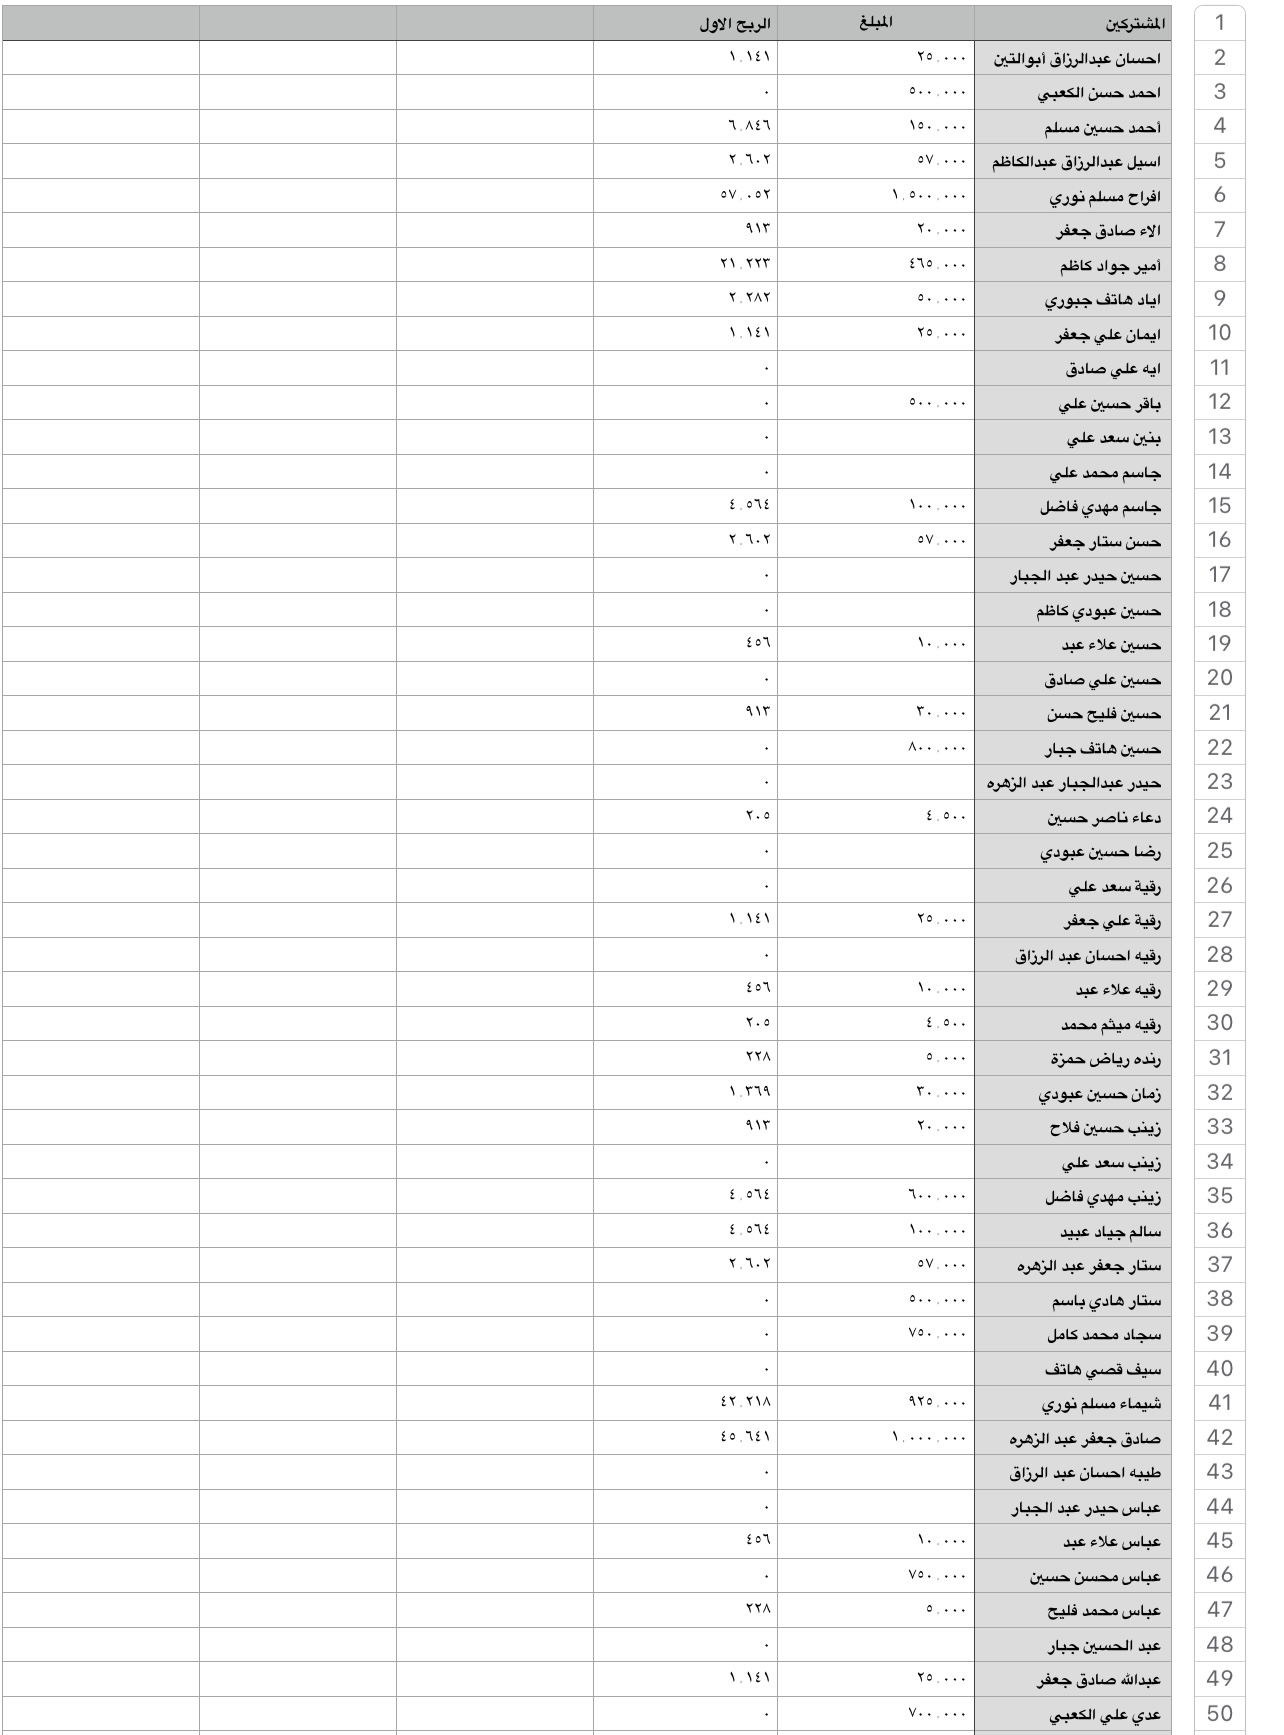 المشتركين المبلغ الربح الاول 1
احسان عبدالرزاق أبوالتين ٢٥.٠٠٠ ١.١٤١ 2
احمد حسن الكعبي ٥٠٠.٠٠٠ ٠ 3
أحمد حسين مسلم ١٥٠.٠٠٠ ٦.٨٤٦ 4
اسيل عبدالرزاق عبدالكاظم ٥٧.٠٠٠ ٢.٦٠٢ 5
افراح مسلم نوري ١.٥٠٠.٠٠٠ ٥٧.٠٥٢ 6
الاء صادق جعفر ٢٠.٠٠٠ ٩١٣ 7
أمير جواد كاظم ٤٦٥.٠٠٠ ٢١.٢٢٣ 8
اياد هاتف جبوري ٥٠.٠٠٠ ٢.٢٨٢ 9
ايمان علي جعفر ٢٥.٠٠٠ ١.١٤١ 10
ايه علي صادق ٠ 11
باقر حسين علي ٥٠٠.٠٠٠ ٠ 12
بنين سعد علي ٠ 13
جاسم محمد علي ٠ 14
جاسم مهدي فاضل ١٠٠.٠٠٠ ٤.٥٦٤ 15
حسن ستار جعفر ٥٧.٠٠٠ ٢.٦٠٢ 16
حسين حيدر عبد الجبار ٠ 17
حسين عبودي كاظم ٠ 18
حسين علاء عبد ١٠.٠٠٠ ٤٥٦ 19
حسين علي صادق ٠ 20
حسين فليح حسن ٣٠.٠٠٠ ٩١٣ 21
حسين هاتف جبار ٨٠٠.٠٠٠ ٠ 22
حيدر عبدالجبار عبد الزهره ٠ 23
دعاء ناصر حسين ٤.٥٠٠ ٢٠٥ 24
رضا حسين عبودي ٠ 25
رقية سعد علي ٠ 26
رقية علي جعفر ٢٥.٠٠٠ ١.١٤١ 27
رقيه احسان عبد الرزاق ٠ 28
رقيه علاء عبد ١٠.٠٠٠ ٤٥٦ 29
رقيه ميثم محمد ٤.٥٠٠ ٢٠٥ 30
رنده رياض حمزة ٥.٠٠٠ ٢٢٨ 31
زمان حسين عبودي ٣٠.٠٠٠ ١.٣٦٩ 32
زينب حسين فلاح ٢٠.٠٠٠ ٩١٣ 33
زينب سعد علي ٠ 34
زينب مهدي فاضل ٦٠٠.٠٠٠ ٤.٥٦٤ 35
سالم جياد عبيد ١٠٠.٠٠٠ ٤.٥٦٤ 36
ستار جعفر عبد الزهره ٥٧.٠٠٠ ٢.٦٠٢ 37
ستار هادي باسم ٥٠٠.٠٠٠ ٠ 38
سجاد محمد كامل ٧٥٠.٠٠٠ ٠ 39
سيف قصي هاتف ٠ 40
شيماء مسلم نوري ٩٢٥.٠٠٠ ٤٢.٢١٨ 41
صادق جعفر عبد الزهره ١.٠٠٠.٠٠٠ ٤٥.٦٤١ 42
طيبه احسان عبد الرزاق ٠ 43
عباس حيدر عبد الجبار ٠ 44
عباس علاء عبد ١٠.٠٠٠ ٤٥٦ 45
عباس محسن حسين ٧٥٠.٠٠٠ ٠ 46
عباس محمد فليح ٥.٠٠٠ ٢٢٨ 47
عبد الحسين جبار ٠ 48
عبدالله صادق جعفر ٢٥.٠٠٠ ١.١٤١ 49
عدي علي الكعبي ٧٠٠.٠٠٠ ٠ 50